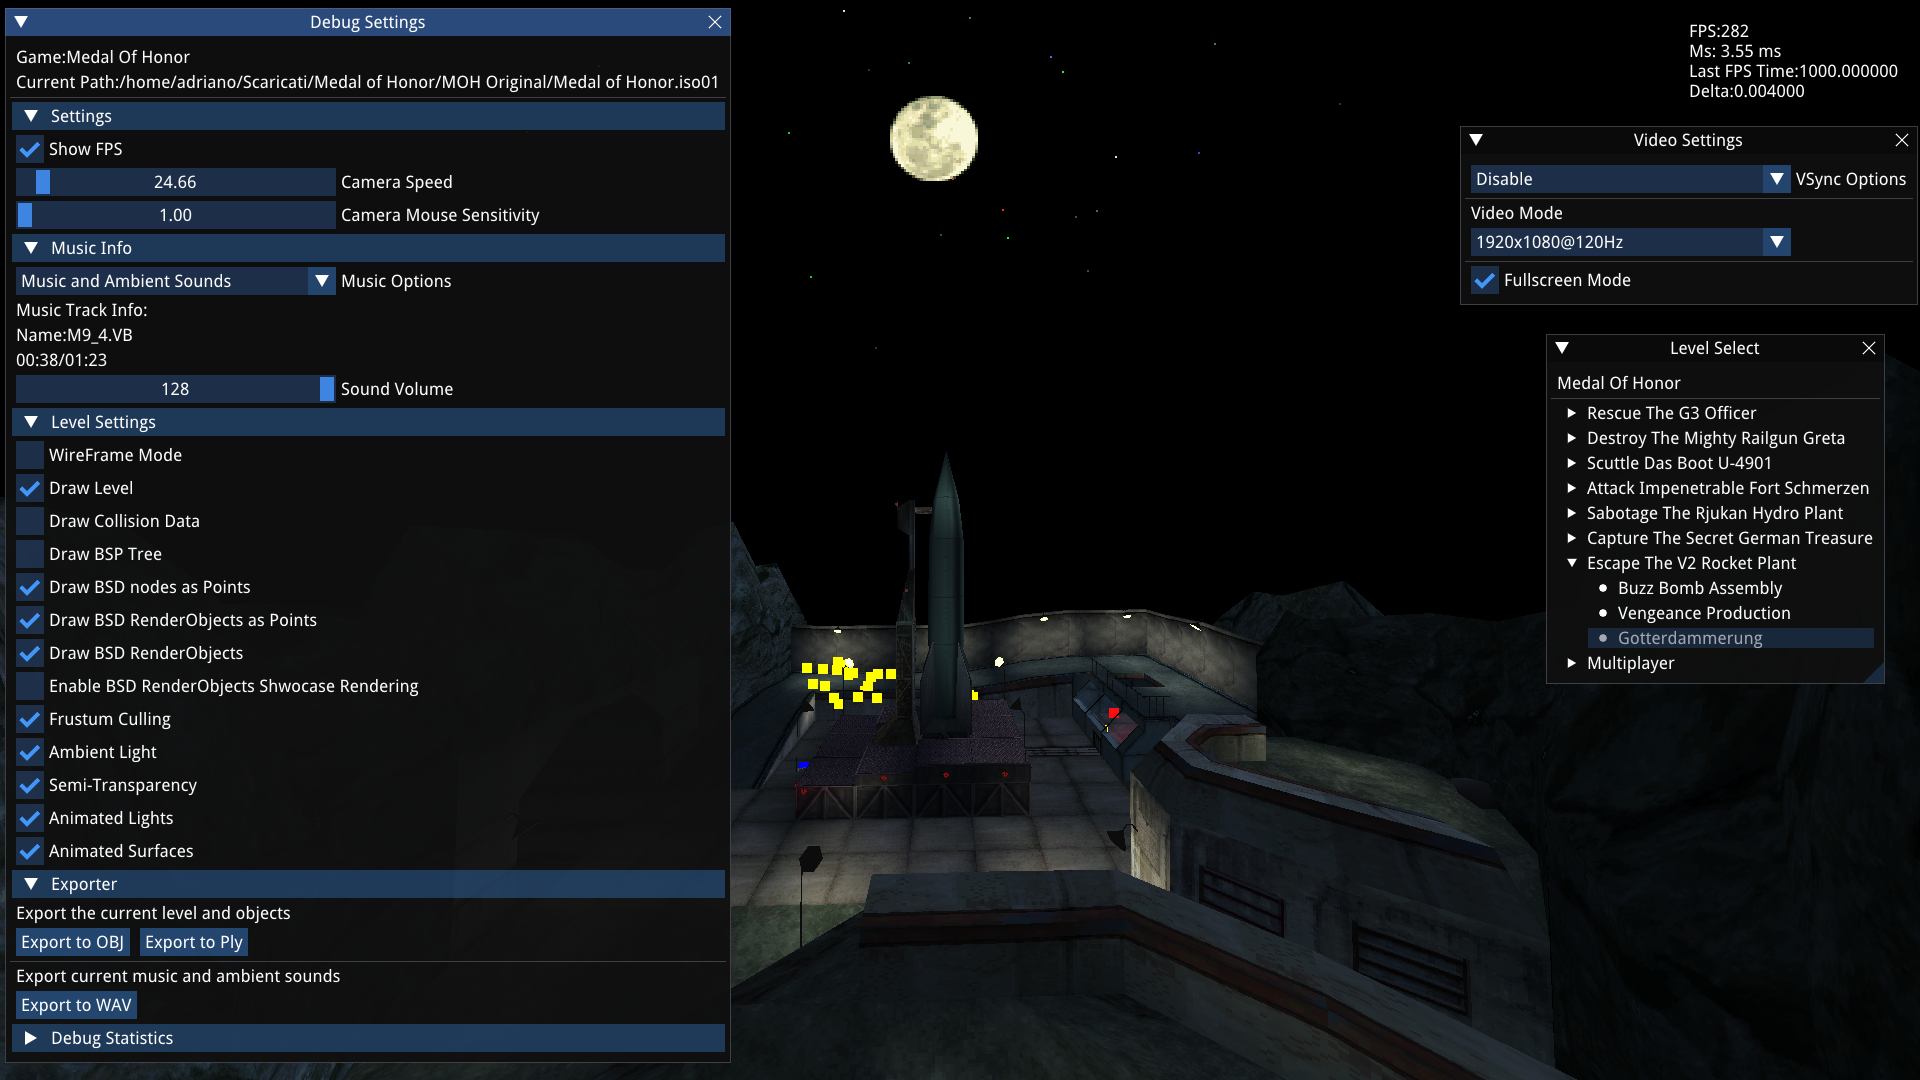 Debug Settings
Game:Medal Of Honor
Current Path:/home/adriano/Scaricati/Medal of Honor/MOH Original/Medal of Honor.iso01
Settings
Show FPS
24.66 Camera Speed
1.00 Camera Mouse Sensitivity
Music Info
Music and Ambient Sounds Music Options
Music Track Info:
Name:M9_4.VB
00:38/01:23
128 Sound Volume
Level Settings
WireFrame Mode
Draw Level
Draw Collision Data
Draw BSP Tree
Draw BSD nodes as Points
Draw BSD RenderObjects as Points
Draw BSD RenderObjects
Enable BSD RenderObjects Shwocase Rendering
Frustum Culling
Ambient Light
Semi-Transparency
Animated Lights
Animated Surfaces
Exporter
Export the current level and objects
Export to OBJ Export to Ply
Export current music and ambient sounds
Export to WAV
Debug Statistics
FPS:282
Ms: 3.55 ms
Last FPS Time:1000.000000
Delta:0.004000
Video Settings
Disable VSync Options
Video Mode
1920x1080@120Hz
Fullscreen Mode
Level Select
Medal Of Honor
Rescue The G3 Officer
Destroy The Mighty Railgun Greta
Scuttle Das Boot U-4901
Attack Impenetrable Fort Schmerzen
Sabotage The Rjukan Hydro Plant
Capture The Secret German Treasure
Escape The V2 Rocket Plant
Buzz Bomb Assembly
Vengeance Production
Gotterdammerung
Multiplayer